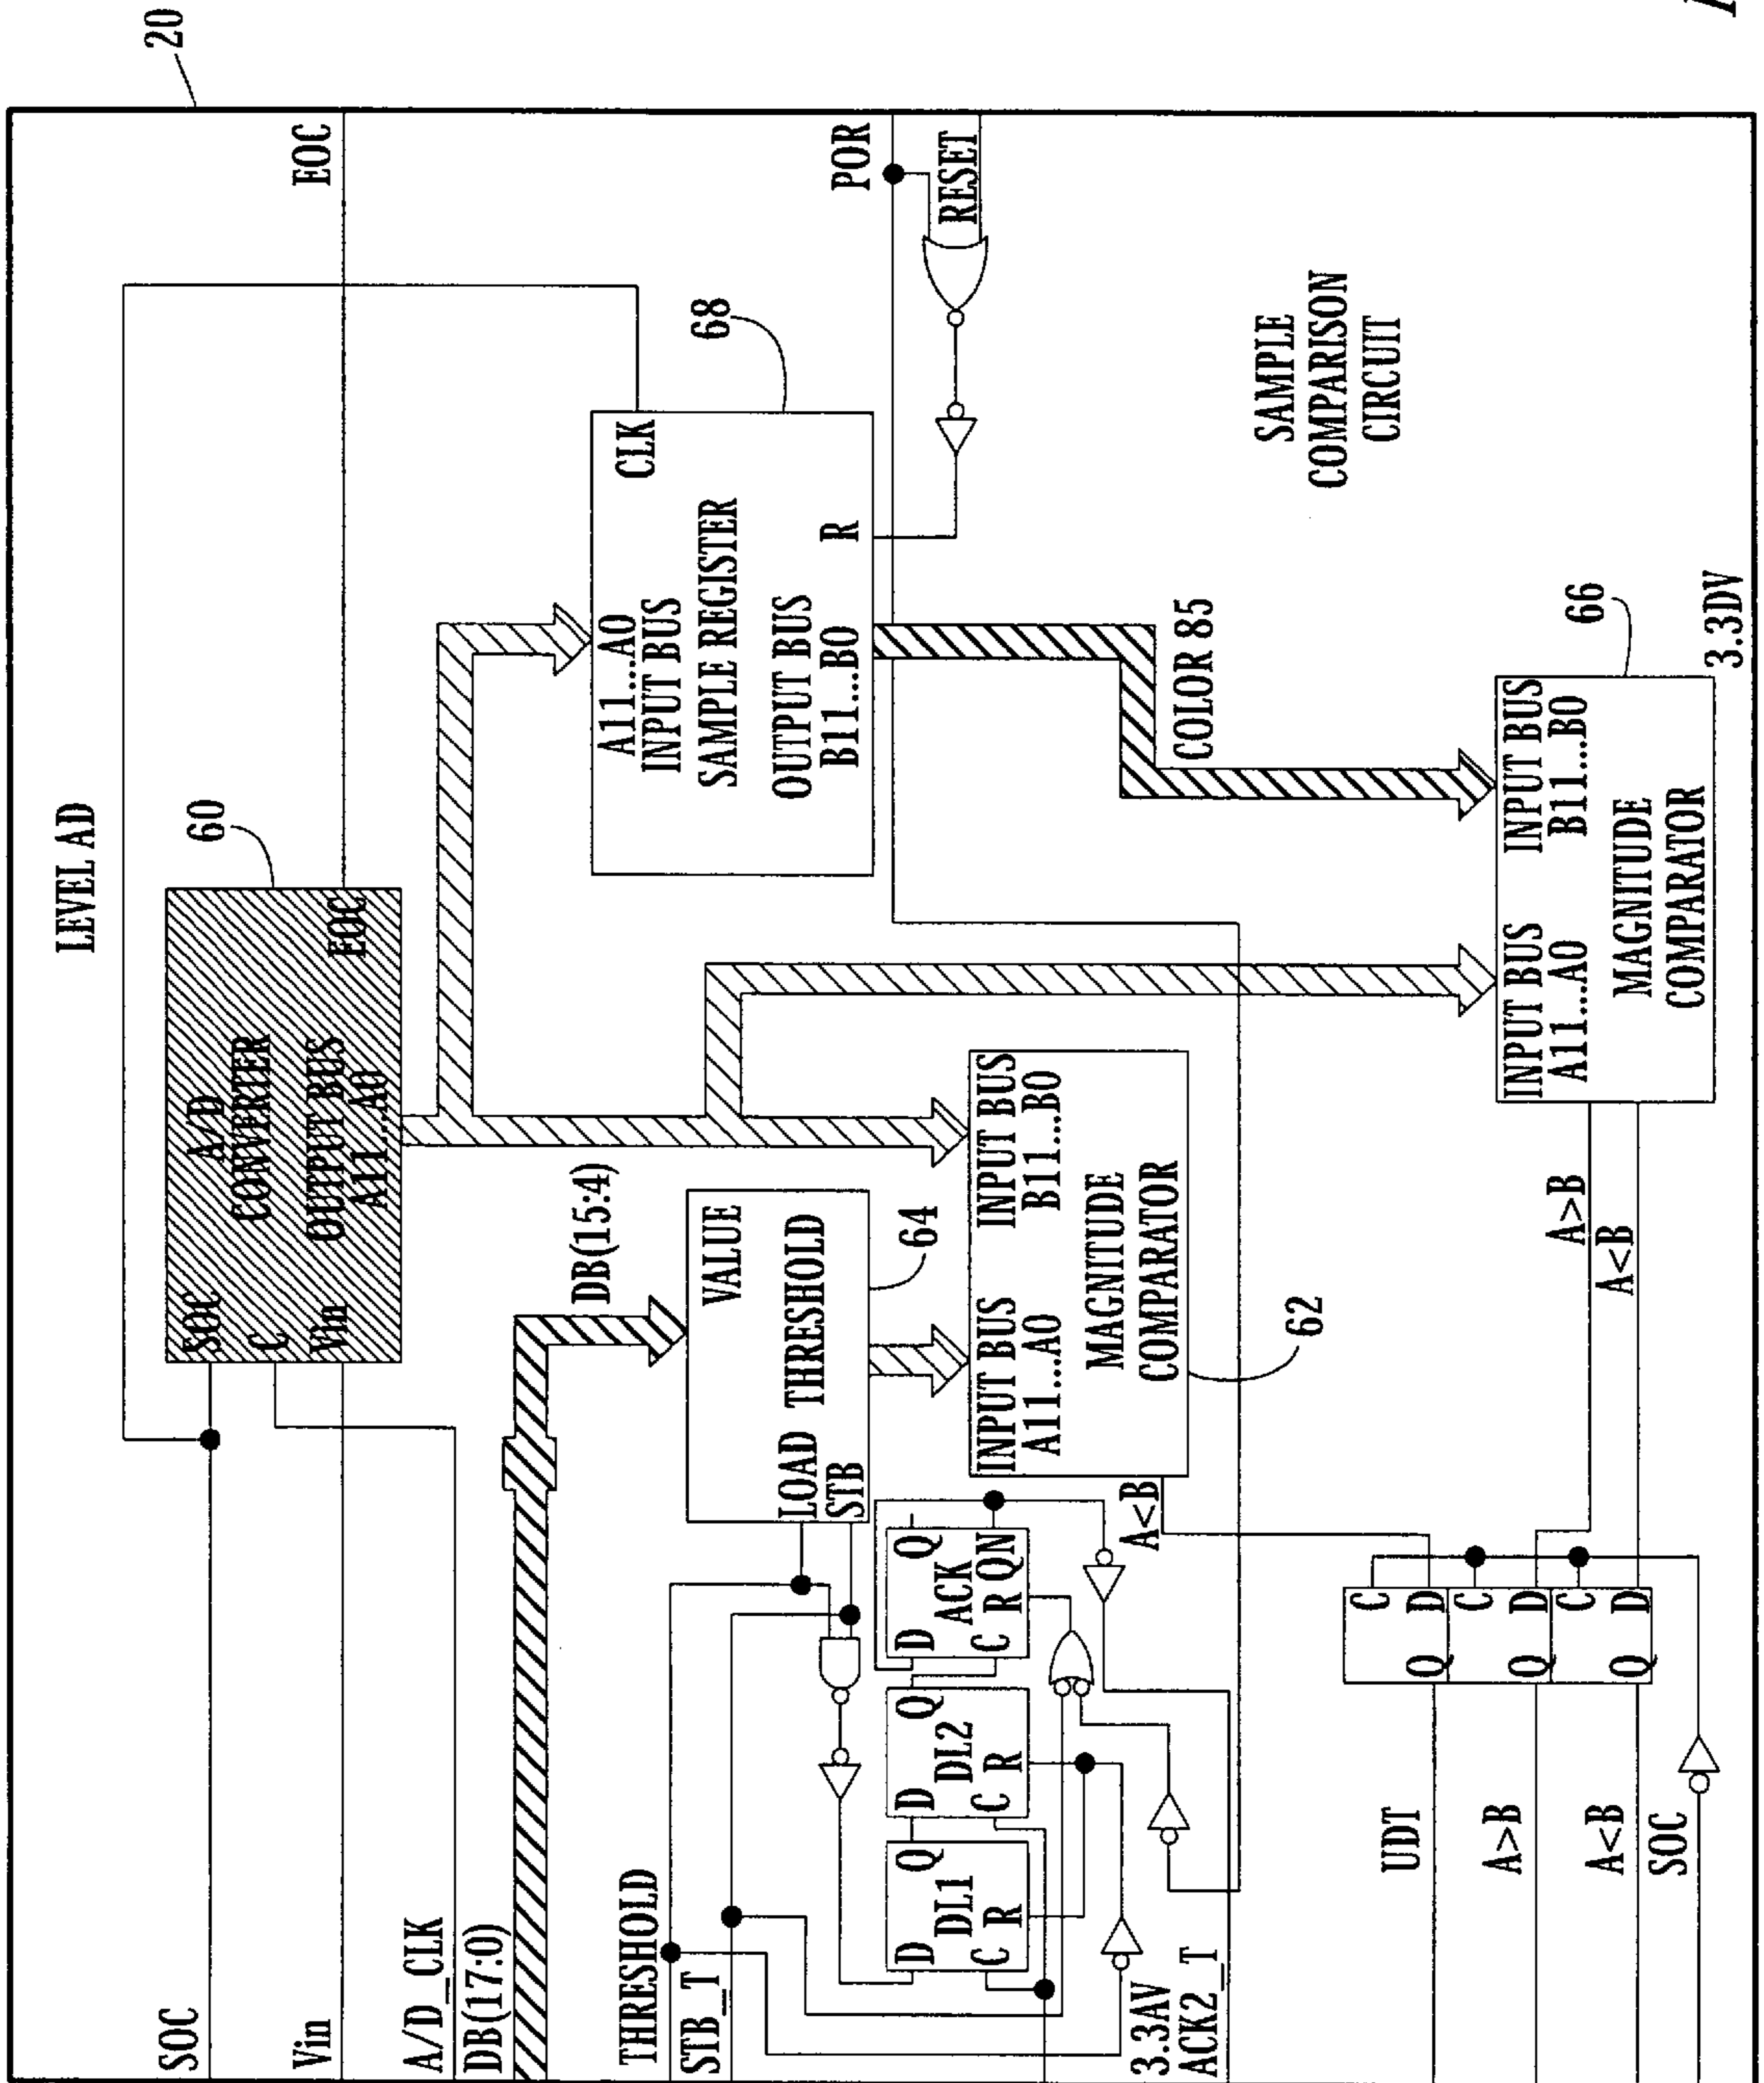 20
LEVEL AD
60
SOC
C
Vin
A/D
CONVERTER
OUTPUT BUS
A11...A0
EOC
EOC
SOC
Vin
A/D_CLK
DB(17:0)
DB(15:4)
68
A11...A0
INPUT BUS
SAMPLE REGISTER
OUTPUT BUS
B11...B0
CLK
R
POR
RESET
VALUE
THRESHOLD
LOAD
STB
64
THRESHOLD
STB_T
D
Q
DL1
C
R
D
Q
DL2
C
R
D
Q
ACK
C
R
QN
INPUT BUS
A11...A0
INPUT BUS
B11...B0
MAGNITUDE
COMPARATOR
62
A<B
3.3AV
ACK2_T
COLOR 85
SAMPLE
COMPARISON
CIRCUIT
INPUT BUS
A11...A0
INPUT BUS
B11...B0
MAGNITUDE
COMPARATOR
66
3.3DV
A>B
A<B
C
D
Q
C
D
Q
C
D
Q
UDT
A>B
A<B
SOC